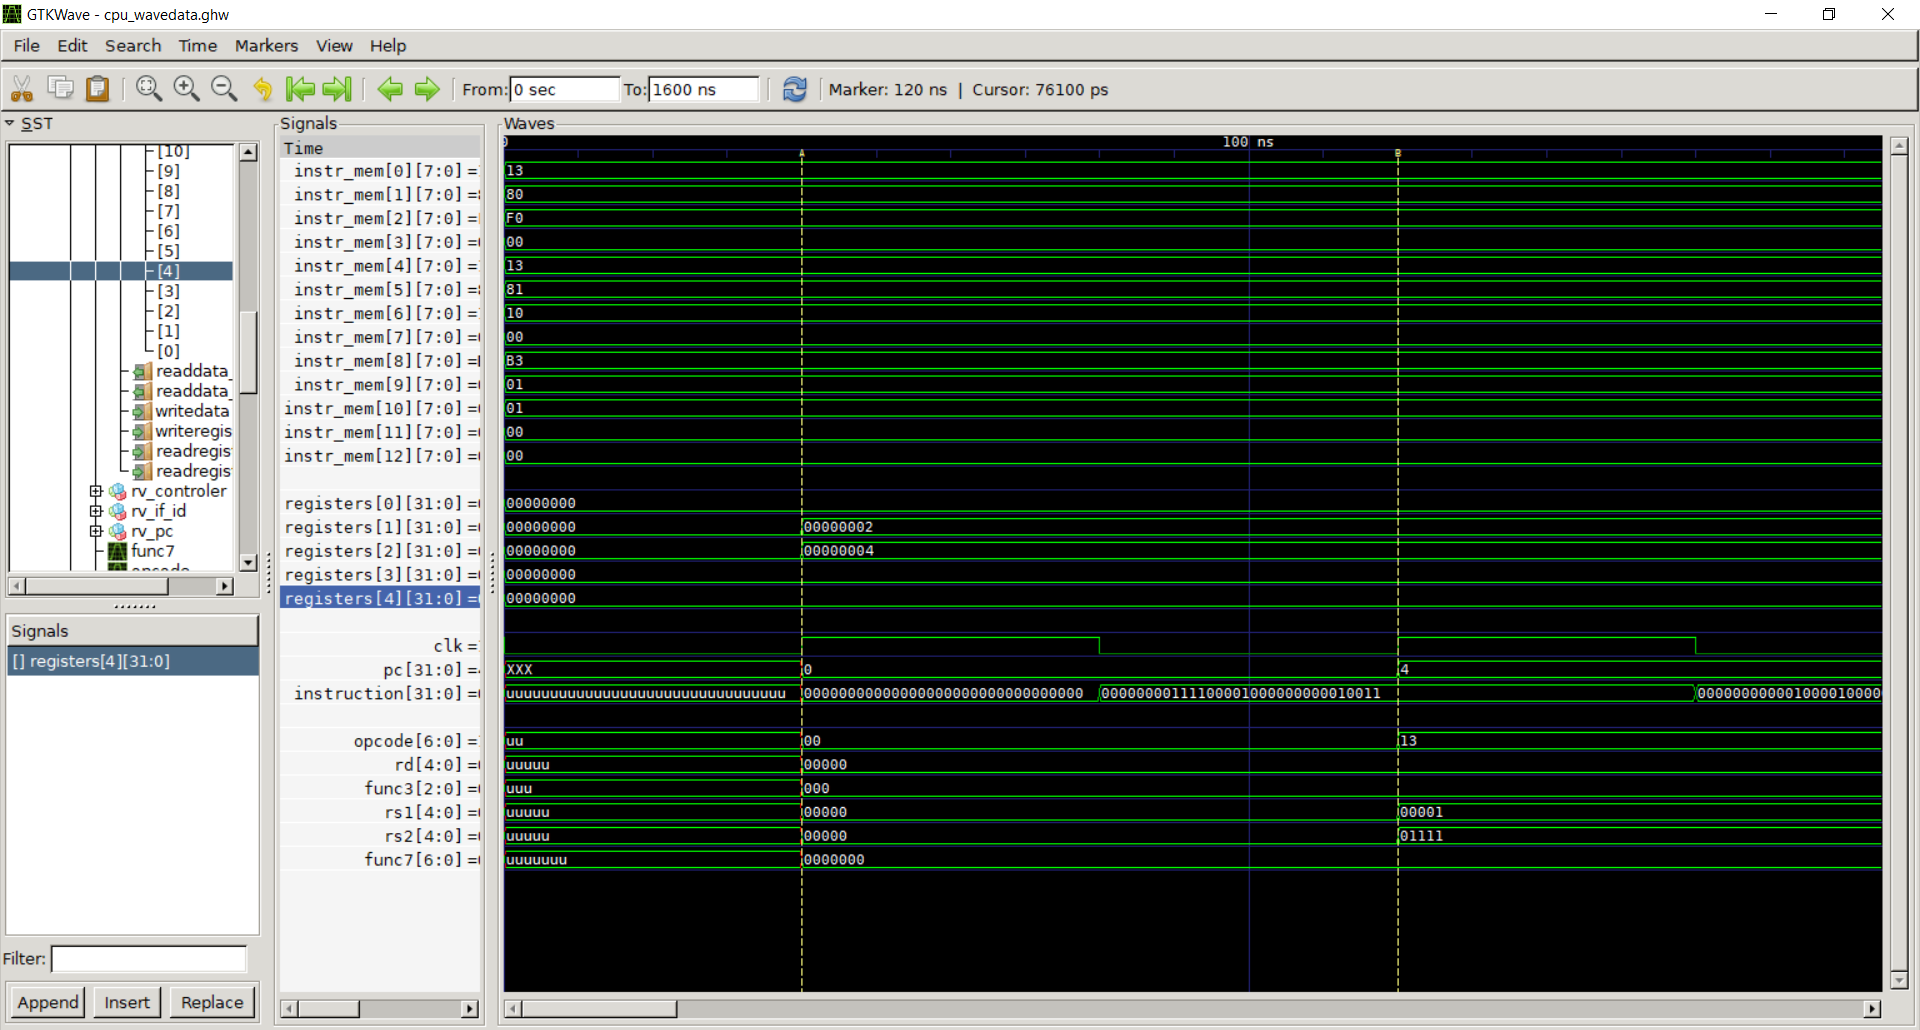 GTKWave - cpu_wavedata.ghw
File Edit Search Time Markers View Help
From: 0 sec To: 1600 ns Marker: 120 ns | Cursor: 76100 ps
SST
[10]
[9]
[8]
[7]
[6]
[5]
[4]
[3]
[2]
[1]
[0]
readdata_
readdata_
writedata
writeregis
readregis
readregis
rv_controler
rv_if_id
rv_pc
func7
opcode
Signals
[] registers[4][31:0]
Filter:
Append Insert Replace
Signals
Time
instr_mem[0][7:0] =
instr_mem[1][7:0] =
instr_mem[2][7:0] =
instr_mem[3][7:0] =
instr_mem[4][7:0] =
instr_mem[5][7:0] =
instr_mem[6][7:0] =
instr_mem[7][7:0] =
instr_mem[8][7:0] =
instr_mem[9][7:0] =
instr_mem[10][7:0] =
instr_mem[11][7:0] =
instr_mem[12][7:0] =
registers[0][31:0] =
registers[1][31:0] =
registers[2][31:0] =
registers[3][31:0] =
registers[4][31:0] =
clk =
pc[31:0] =
instruction[31:0] =
opcode[6:0] =
rd[4:0] =
func3[2:0] =
rs1[4:0] =
rs2[4:0] =
func7[6:0] =
Waves
0 100 ns
A B
13
80
F0
00
13
81
10
00
B3
01
01
00
00
00000000
00000000 00000002
00000000 00000004
00000000
00000000
XXX 0 4
uuuuuuuuuuuuuuuuuuuuuuuuuuuuuuuu 00000000000000000000000000000000 00000000111100001000000000010011 000000000001000010000
uu 00 13
uuuuu 00000
uuu 000
uuuuu 00000 00001
uuuuu 00000 01111
uuuuuuu 0000000